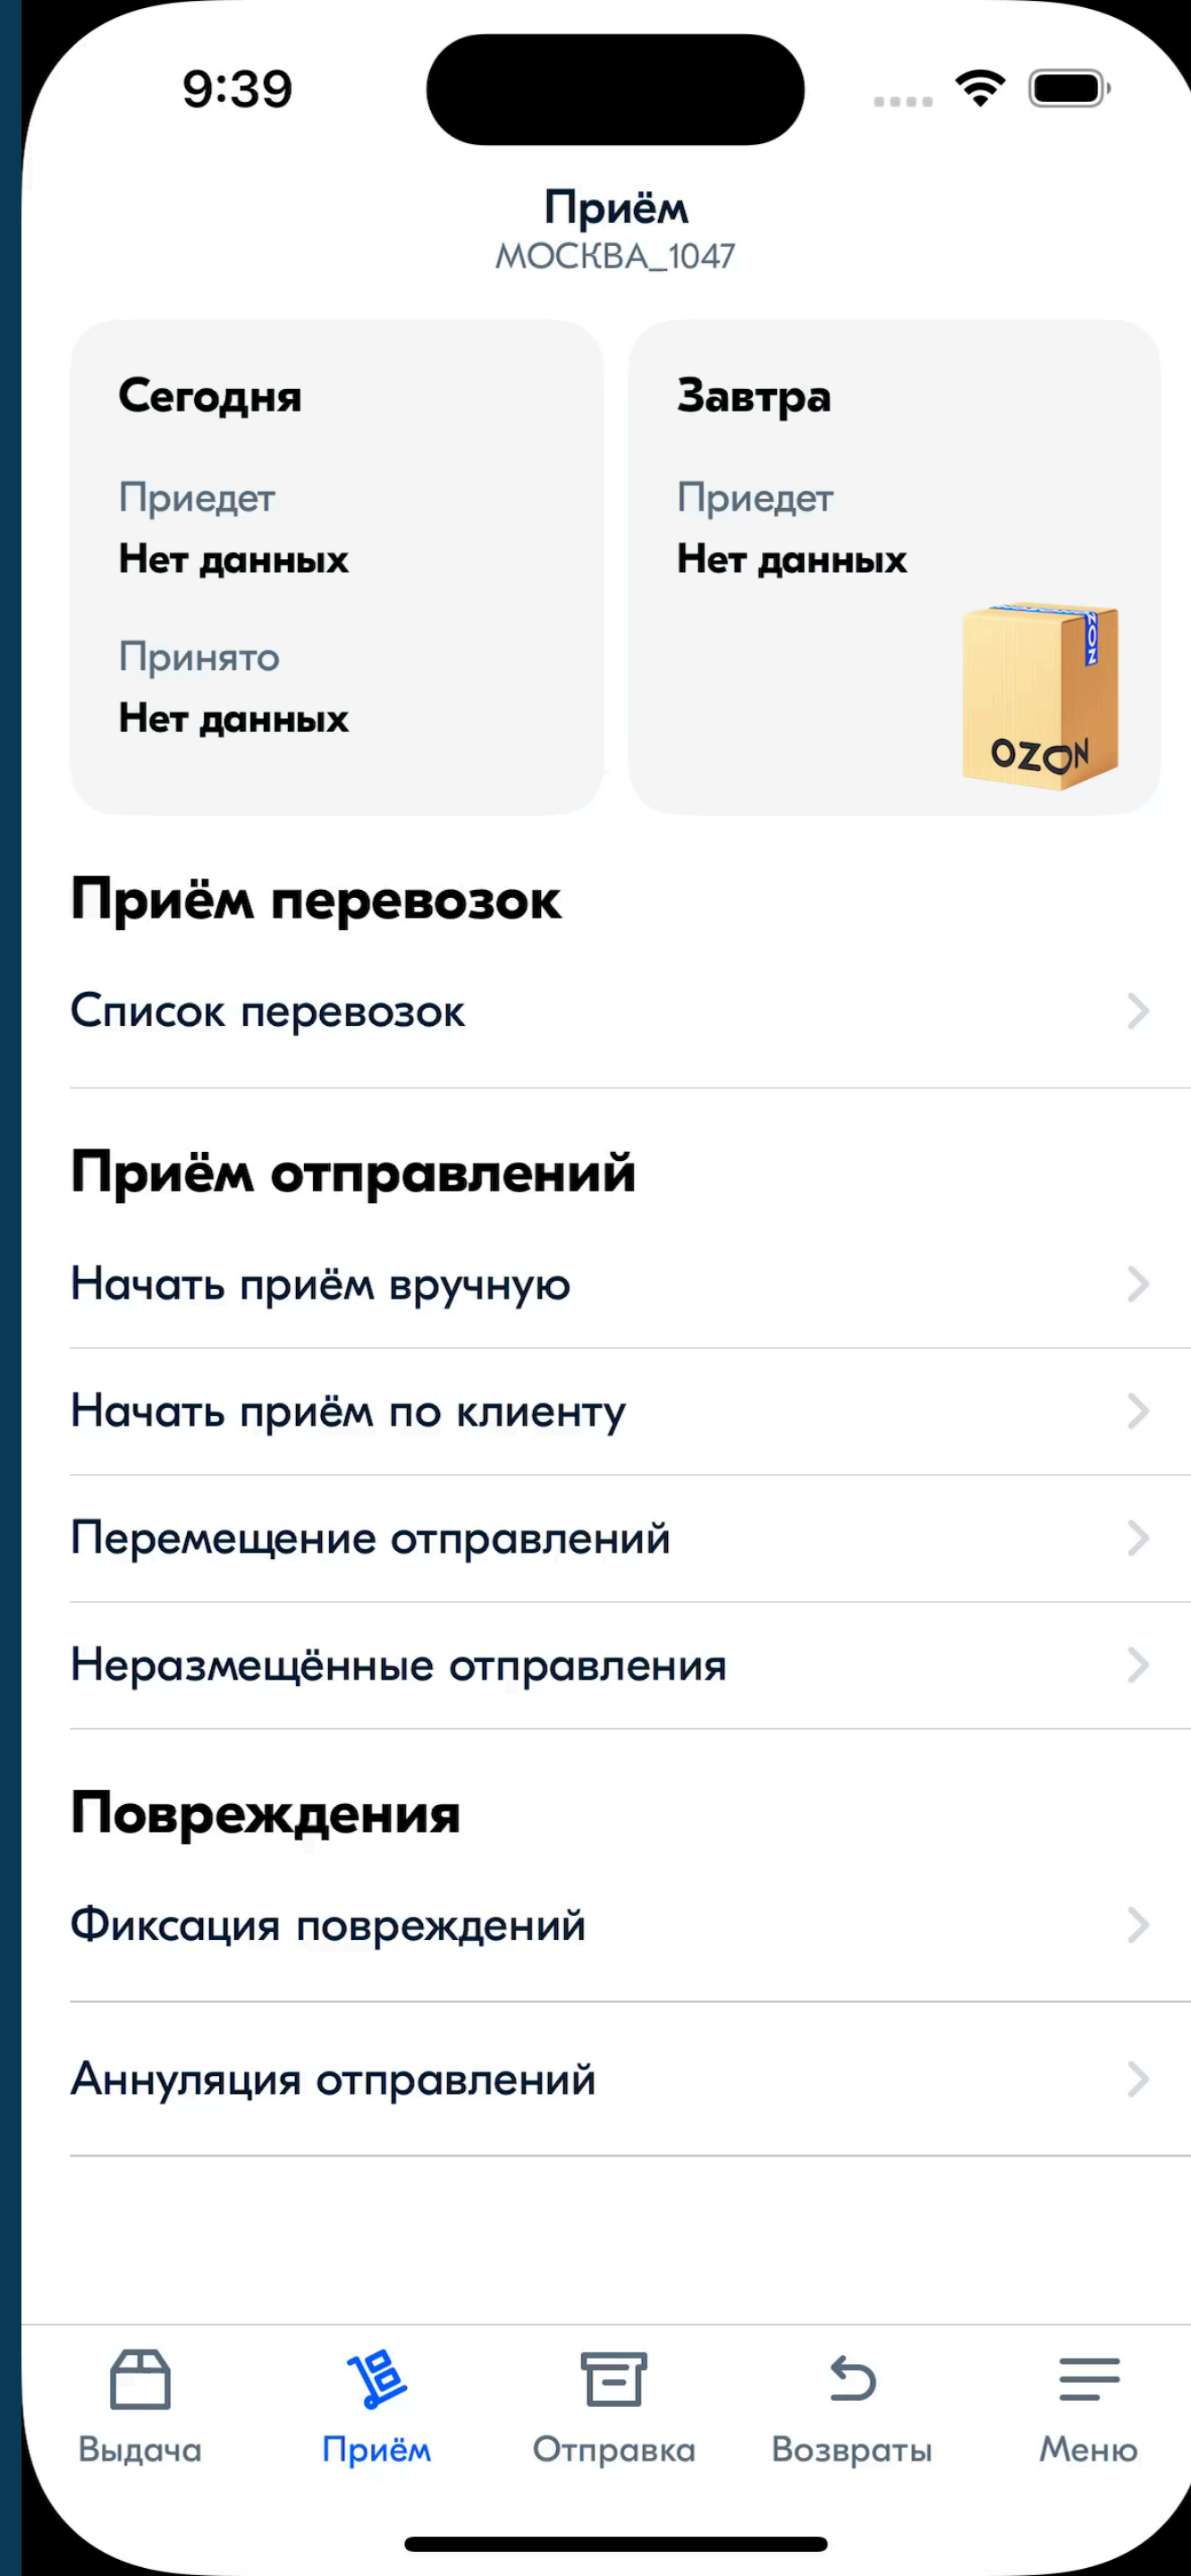 9:39
Приём
МОСКВА_1047
Сегодня
Приедет
Нет данных
Принято
Нет данных
Завтра
Приедет
Нет данных
ZON
OZON
Приём перевозок
Список перевозок
Приём отправлений
Начать приём вручную
Начать приём по клиенту
Перемещение отправлений
Неразмещённые отправления
Повреждения
Фиксация повреждений
Аннуляция отправлений
Выдача
Приём
Отправка
Возвраты
Меню